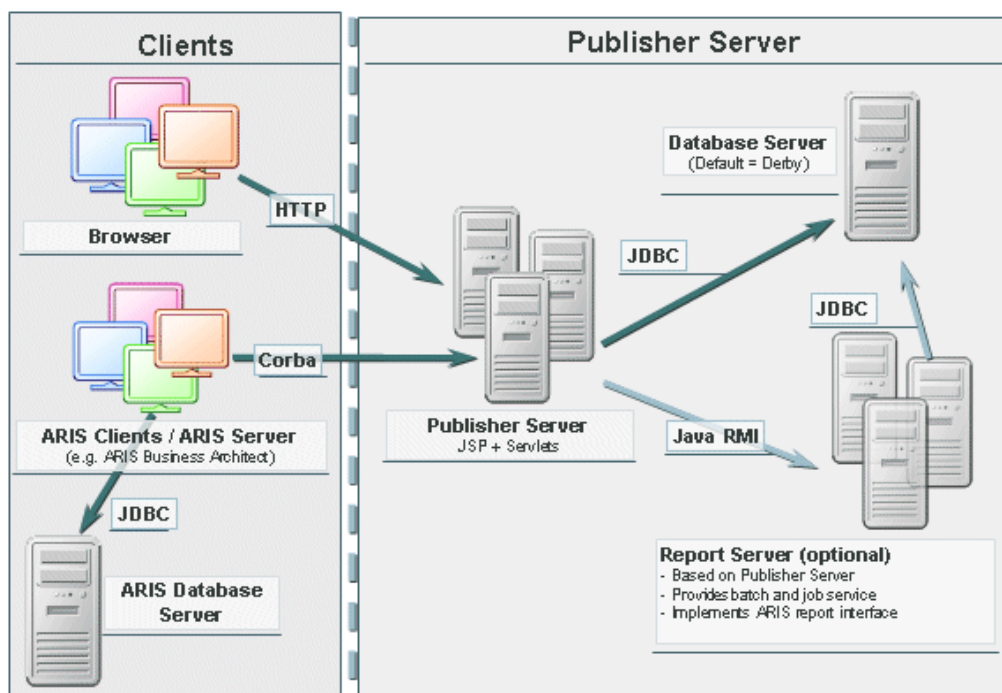 Clients
Publisher Server
Database Server
(Default = Derby)
HTTP
Browser
JDBC
JDBC
Corba
Publisher Server
JSP + Servlets
Java RMI
ARIS Clients / ARIS Server
(e.g. ARIS Business Architect)
JDBC
ARIS Database
Server
Report Server (optional)
- Based on Publisher Server
- Provides batch and job service
- Implements ARIS report interface